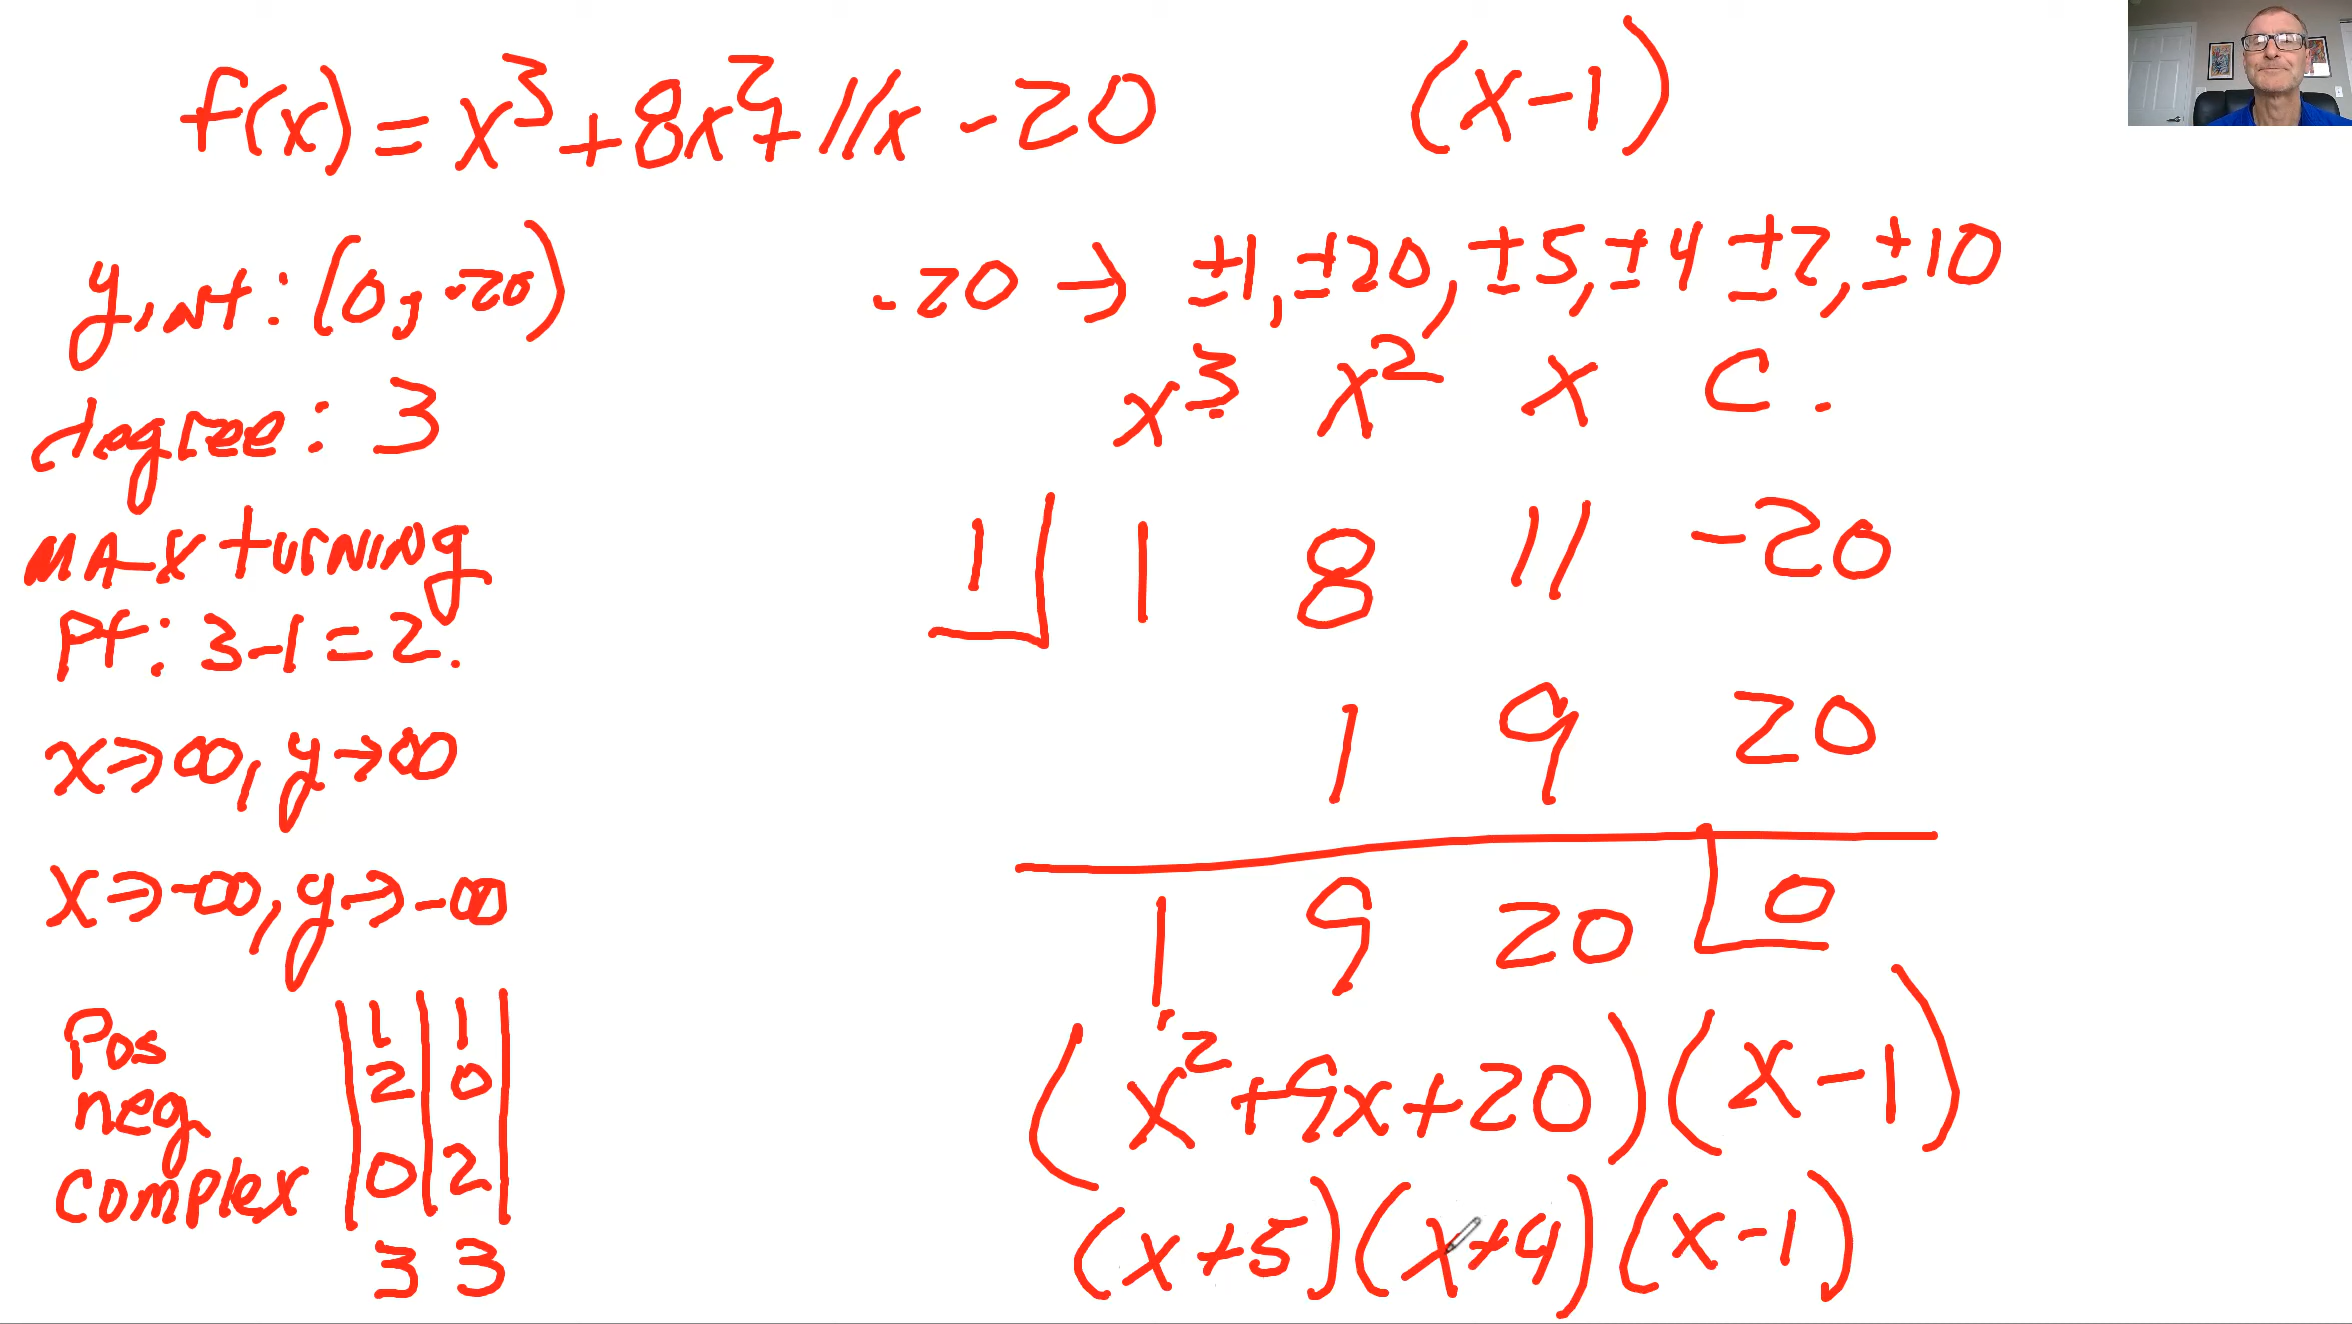 f(x) = x³ + 8x² + 11x - 20
(x - 1)
y int: (0, -20)
-20 → ±1, ±20, ±5, ±4 ±2, ±10
degree: 3
x³ x² x c.
MAX turning
Pt: 3-1=2.
1 1 8 11 -20
1 9 20
1 9 20 0
x→∞, y→∞
x→-∞, y→-∞
(x² + 9x + 20)(x - 1)
(x + 5)(x + 4)(x - 1)
Pos 1 1
neg 2 0
complex 0 2
3 3